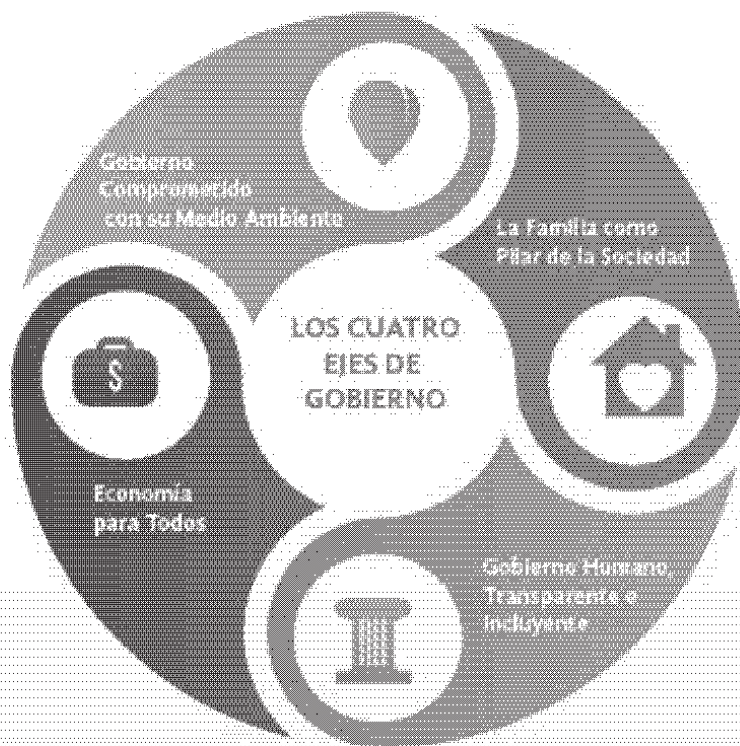 Gobierno
Comprometido
con su Medio Ambiente
La Familia como
Pilar de la Sociedad
LOS CUATRO
EJES DE
GOBIERNO
$
Economía
para Todos
Gobierno Humano,
Transparente e
Incluyente